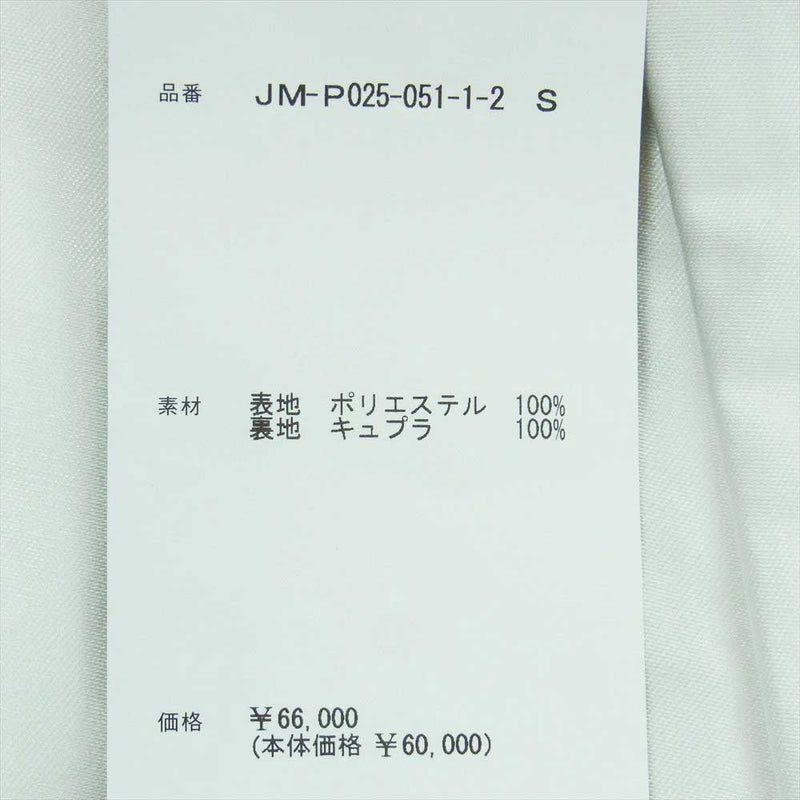 品番 JM-P025-051-1-2 S
素材 表地 ポリエステル 100%
裏地 キュプラ 100%
価格 ¥66,000
(本体価格 ¥60,000)